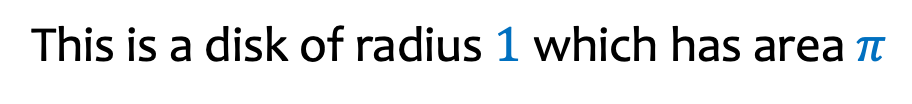 This is a disk of radius 1 which has area π